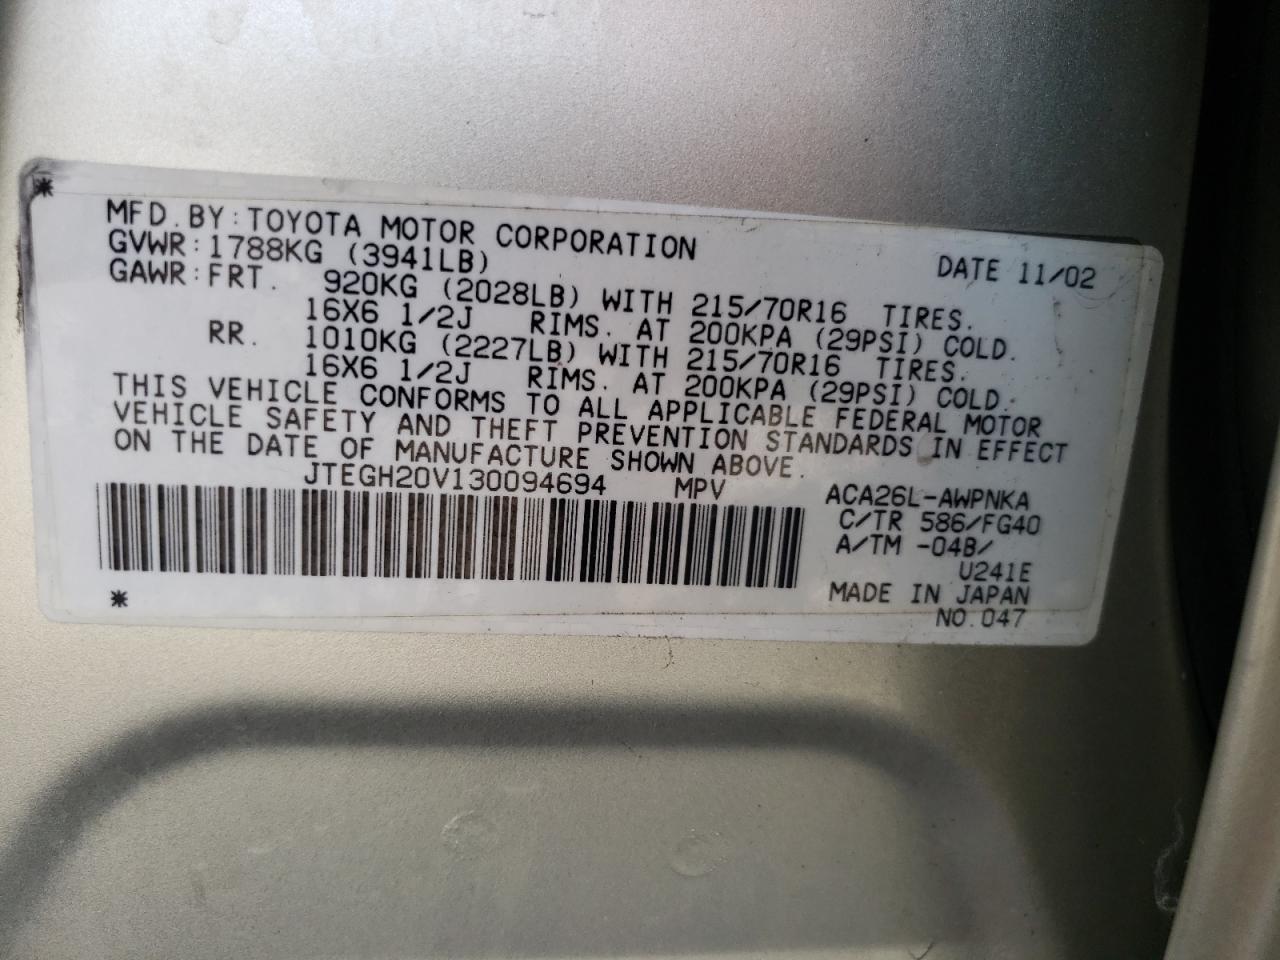 *
MFD.BY:TOYOTA MOTOR CORPORATION
GVWR:1788KG (3941LB) DATE 11/02
GAWR:FRT. 920KG (2028LB) WITH 215/70R16 TIRES.
16X6 1/2J RIMS. AT 200KPA (29PSI) COLD.
RR. 1010KG (2227LB) WITH 215/70R16 TIRES.
16X6 1/2J RIMS. AT 200KPA (29PSI) COLD.
THIS VEHICLE CONFORMS TO ALL APPLICABLE FEDERAL MOTOR
VEHICLE SAFETY AND THEFT PREVENTION STANDARDS IN EFFECT
ON THE DATE OF MANUFACTURE SHOWN ABOVE.
JTEGH20V130094694 MPV
ACA26L-AWPNKA
C/TR 586/FG40
A/TM -04B/
U241E
MADE IN JAPAN
* NO.047